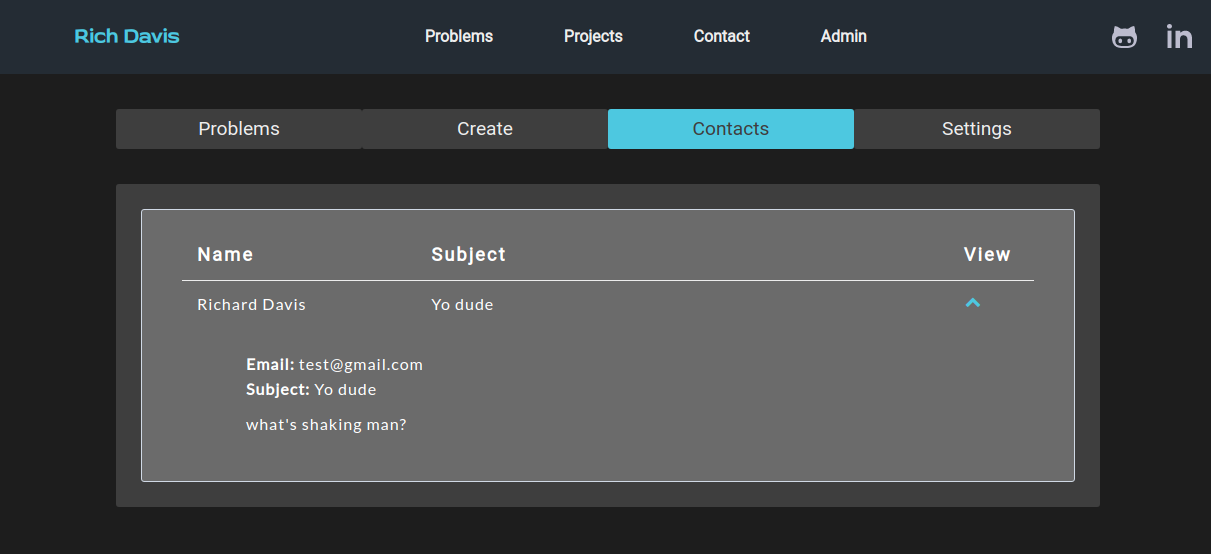 Rich Davis Problems Projects Contact Admin in
Problems Create Contacts Settings
Name Subject View
Richard Davis Yo dude
Email: test@gmail.com
Subject: Yo dude
what's shaking man?